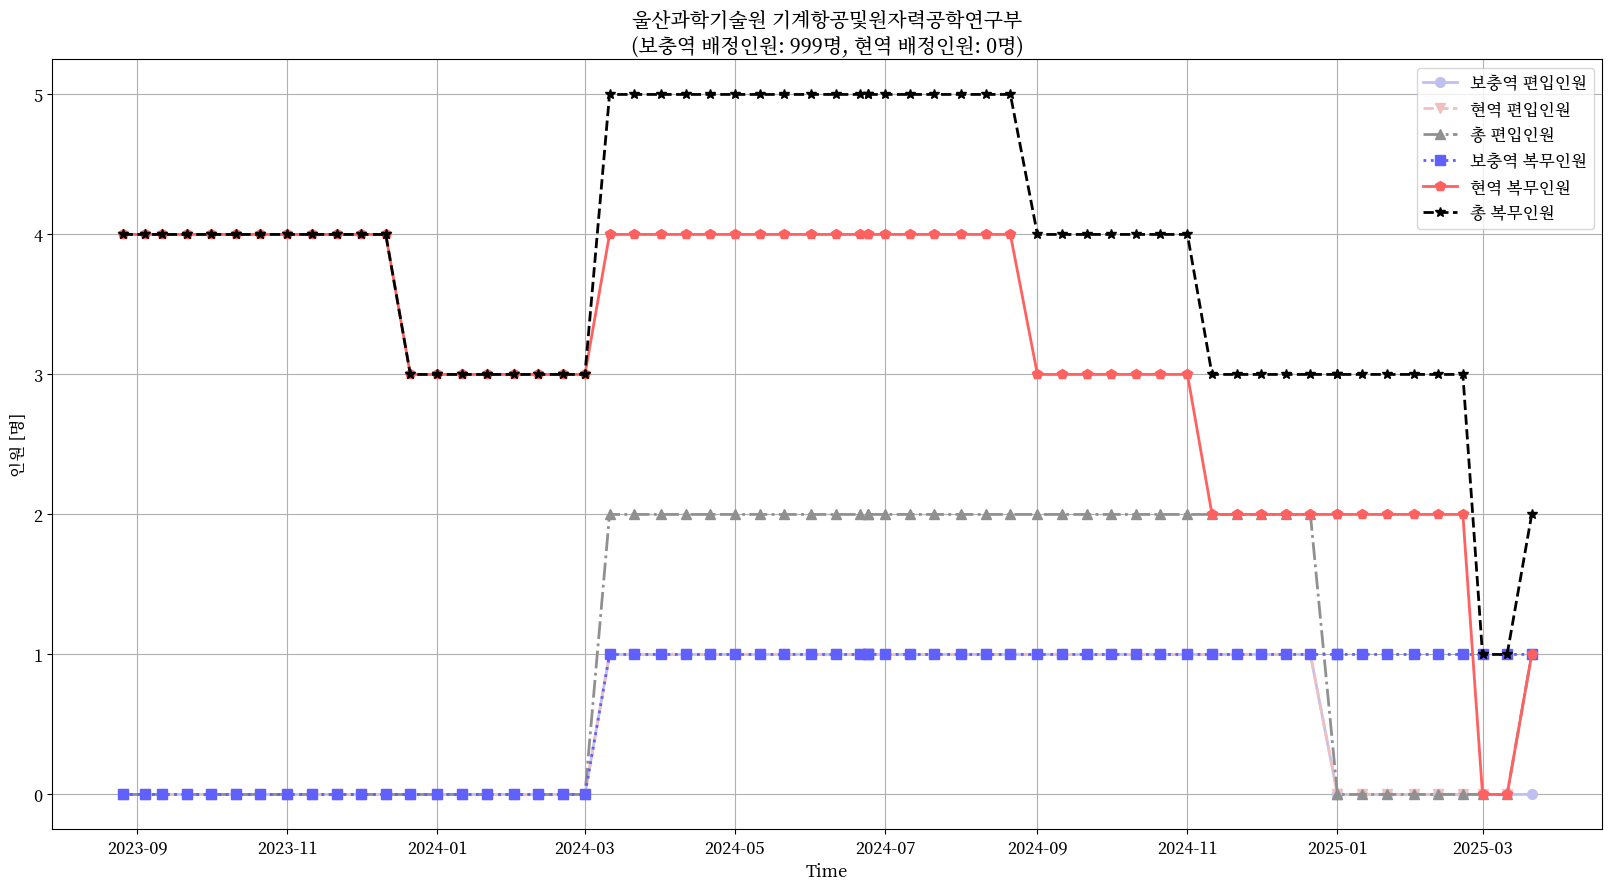 울산과학기술원 기계항공및원자력공학연구부
(보충역 배정인원: 999명, 현역 배정인원: 0명)
보충역 편입인원
현역 편입인원
총 편입인원
보충역 복무인원
현역 복무인원
총 복무인원
인원 [명]
5
4
3
2
1
0
2023-09 2023-11 2024-01 2024-03 2024-05 2024-07 2024-09 2024-11 2025-01 2025-03
Time